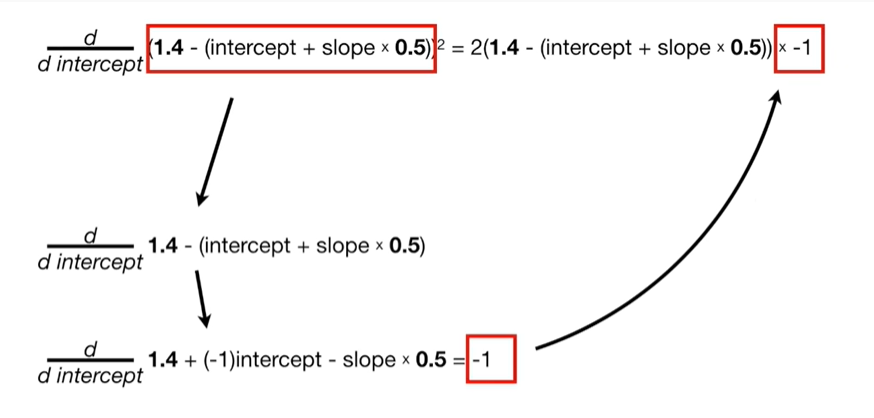 d
d intercept
(1.4 - (intercept + slope × 0.5))² = 2(1.4 - (intercept + slope × 0.5)) × -1
d
d intercept
1.4 - (intercept + slope × 0.5)
d
d intercept
1.4 + (-1)intercept - slope × 0.5 = -1